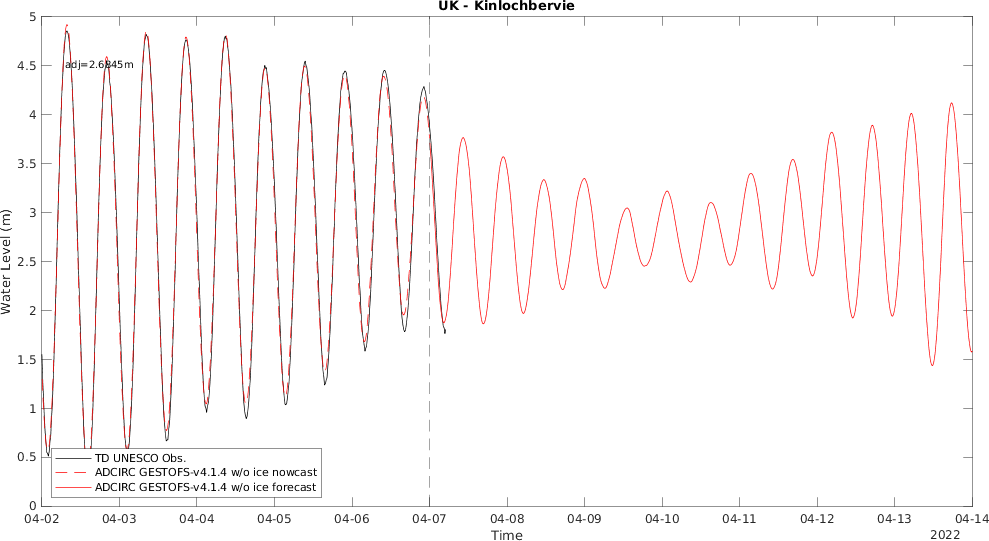 UK - Kinlochbervie
Water Level (m)
5
4.5
4
3.5
3
2.5
2
1.5
1
0.5
0
adj=2.6845m
TD UNESCO Obs.
ADCIRC GESTOFS-v4.1.4 w/o ice nowcast
ADCIRC GESTOFS-v4.1.4 w/o ice forecast
04-02 04-03 04-04 04-05 04-06 04-07 04-08 04-09 04-10 04-11 04-12 04-13 04-14
Time
2022